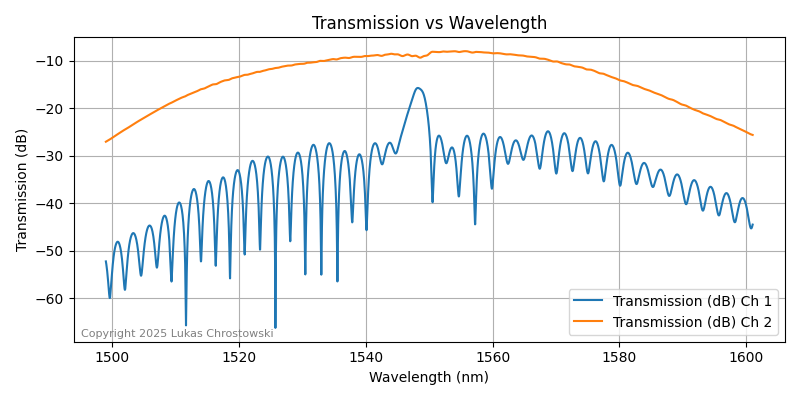 Transmission vs Wavelength
Transmission (dB)
−10
−20
−30
−40
−50
−60
Transmission (dB) Ch 1
Transmission (dB) Ch 2
Copyright 2025 Lukas Chrostowski
1500 1520 1540 1560 1580 1600
Wavelength (nm)